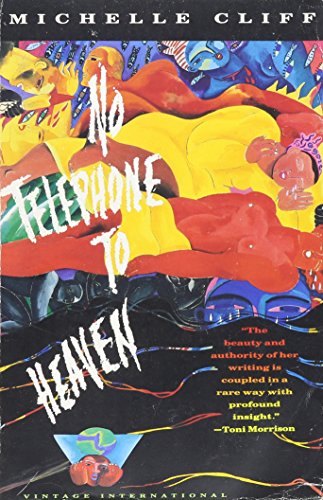 MICHELLE CLIFF
NO
TELEPHONE
TO
HEAVEN
"The
beauty and
authority of her
writing is
coupled in a
rare way with
profound
insight."
—Toni Morrison
VINTAGE INTERNATIONAL